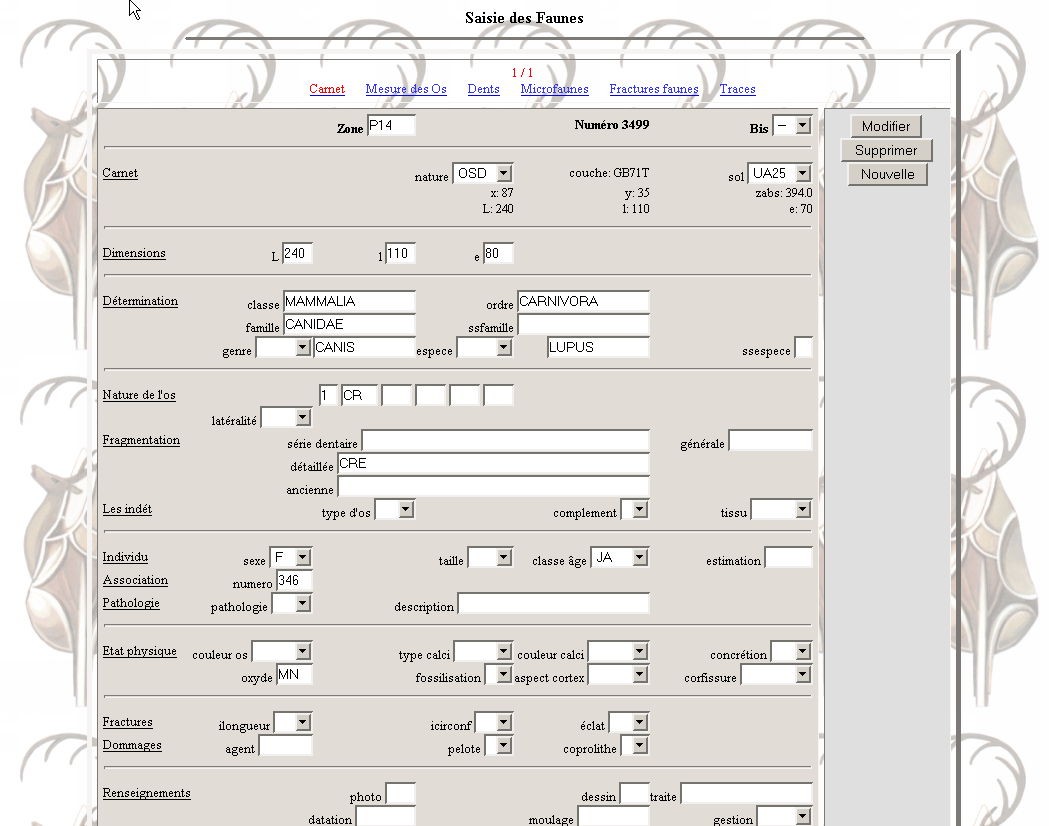 Saisie des Faunes
1 / 1
Carnet Mesure des Os Dents Microfaunes Fractures faunes Traces
Zone P14 Numéro 3499 Bis – Modifier
Supprimer
Carnet nature OSD couche: GB71T sol UA25 Nouvelle
x: 87 y: 35 zabs: 394.0
L: 240 l: 110 e: 70
Dimensions L 240 l 110 e 80
Détermination classe MAMMALIA ordre CARNIVORA
famille CANIDAE ssfamille
genre CANIS espece LUPUS ssespece
Nature de l'os 1 CR
latéralité
Fragmentation série dentaire générale
détaillée CRE
ancienne
Les indét type d'os complement tissu
Individu sexe F taille classe âge JA estimation
Association numero 346
Pathologie pathologie description
Etat physique couleur os type calci couleur calci concrétion
oxyde MN fossilisation aspect cortex corfissure
Fractures ilongueur icirconf éclat
Dommages agent pelote coprolithe
Renseignements photo dessin traite
datation moulage gestion